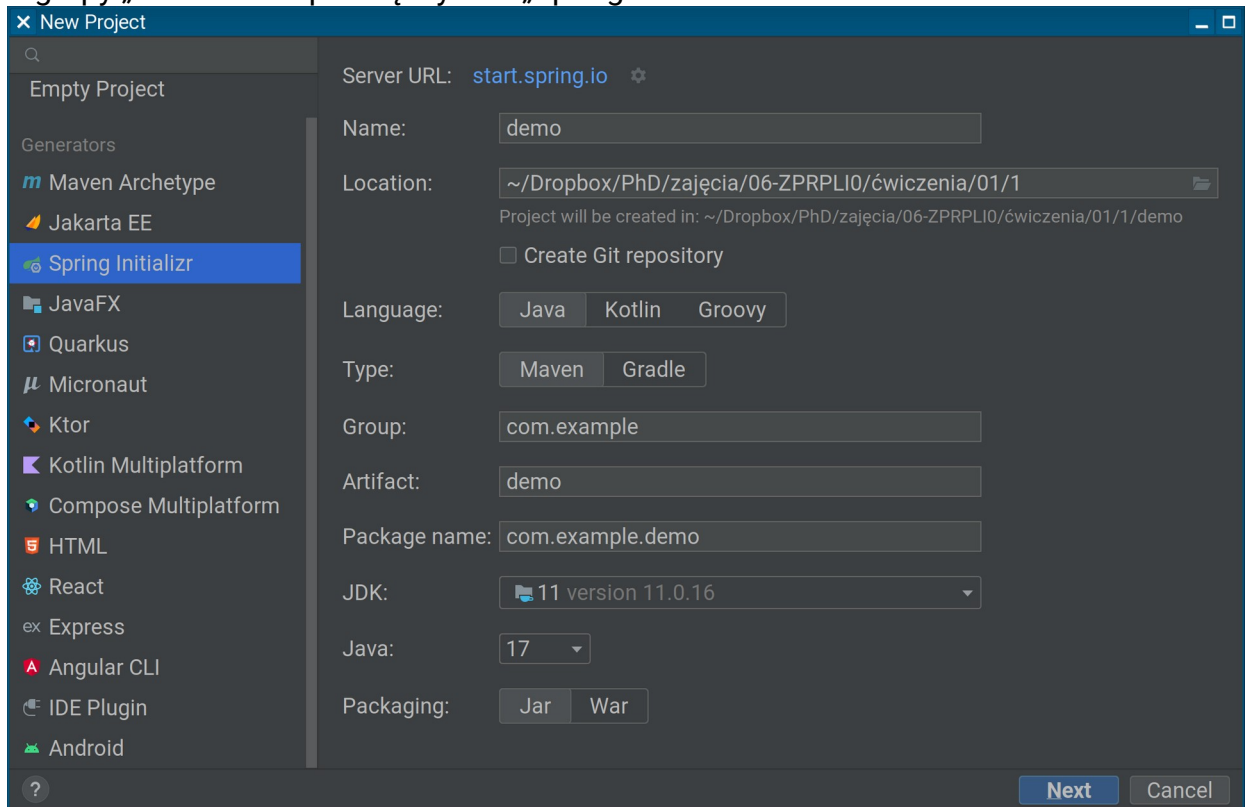 New Project
Empty Project
Generators
m Maven Archetype
Jakarta EE
Spring Initializr
JavaFX
Quarkus
μ Micronaut
Ktor
Kotlin Multiplatform
Compose Multiplatform
HTML
React
ex Express
Angular CLI
IDE Plugin
Android
?
Server URL: start.spring.io
Name: demo
Location: ~/Dropbox/PhD/zajęcia/06-ZPRPLI0/ćwiczenia/01/1
Project will be created in: ~/Dropbox/PhD/zajęcia/06-ZPRPLI0/ćwiczenia/01/1/demo
Create Git repository
Language: Java Kotlin Groovy
Type: Maven Gradle
Group: com.example
Artifact: demo
Package name: com.example.demo
JDK: 11 version 11.0.16
Java: 17
Packaging: Jar War
Next Cancel